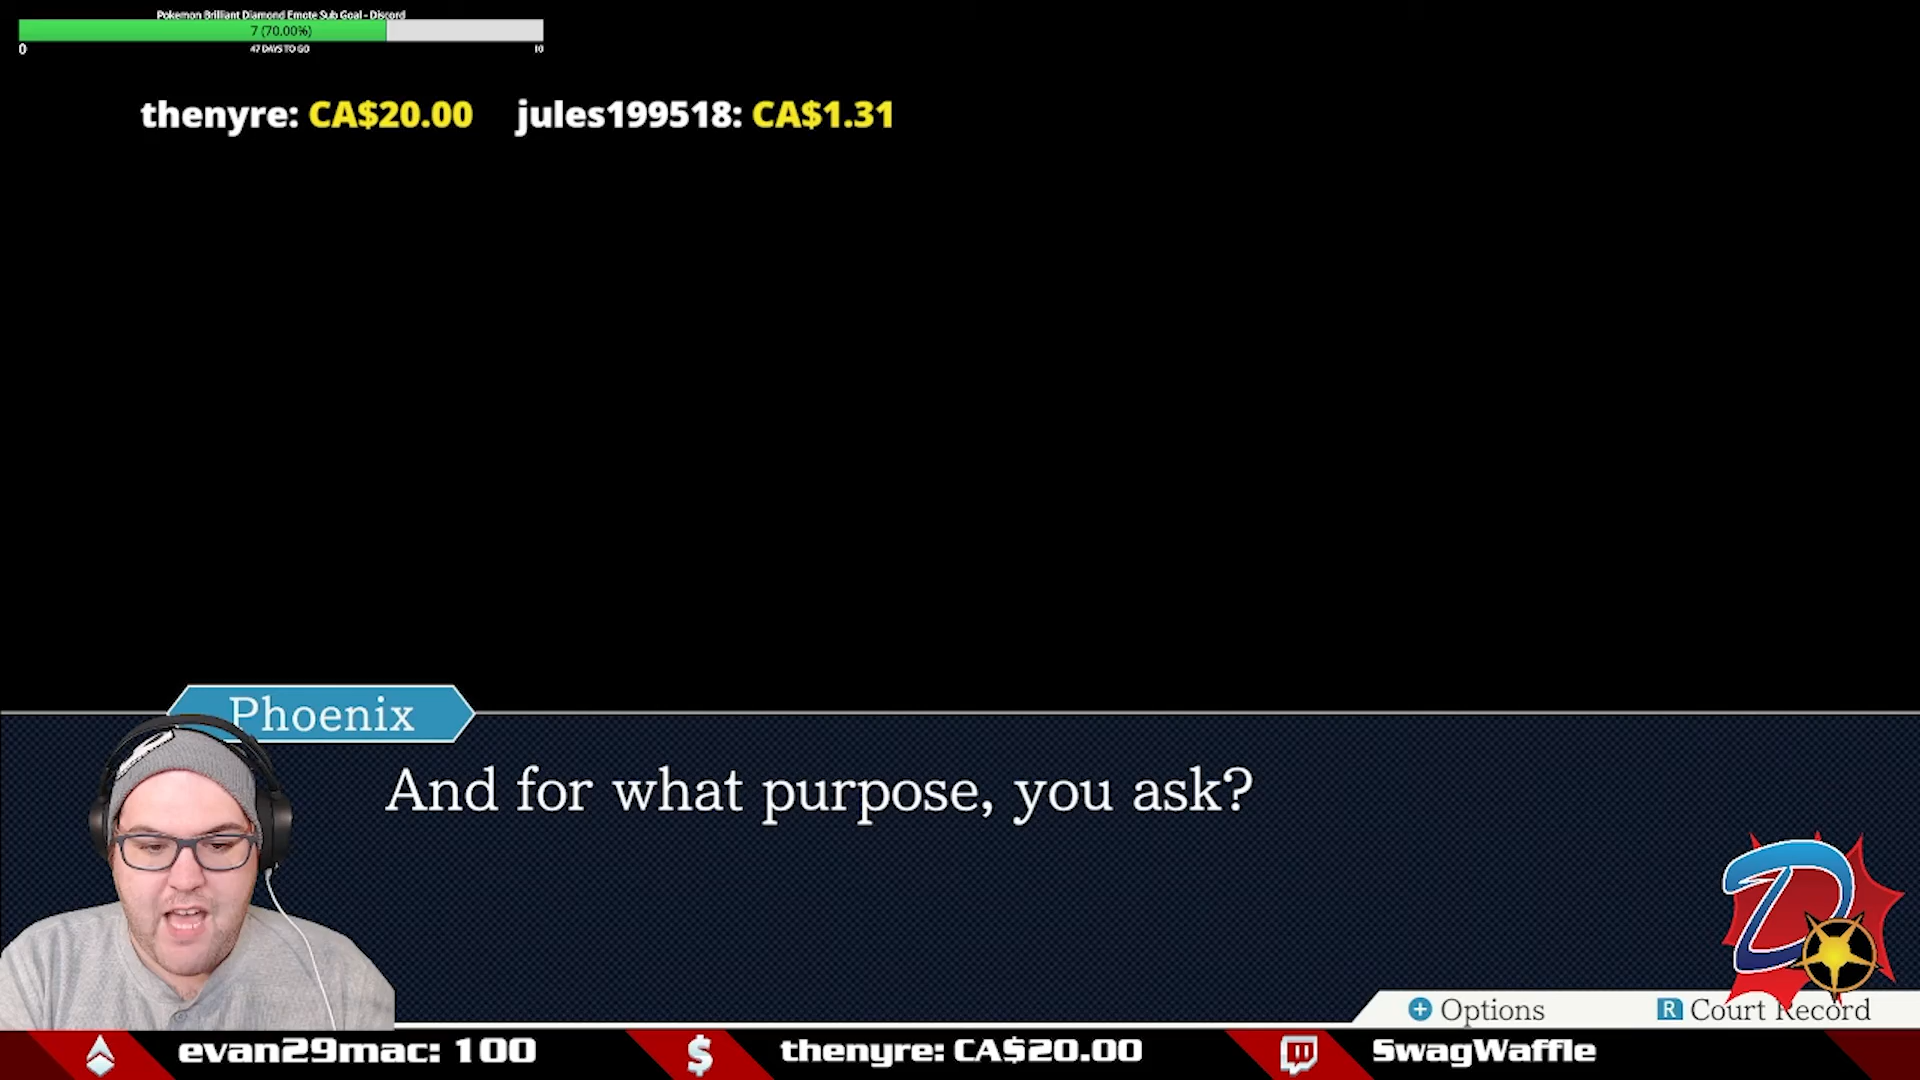 Pokemon Brilliant Diamond Emote Sub Goal - Discord
7 (70.00%)
0 47 DAYS TO GO 10
thenyre: CA$20.00 jules199518: CA$1.31
Phoenix
And for what purpose, you ask?
Options R Court Record
evan29mac: 100 $ thenyre: CA$20.00 SwagWaffle